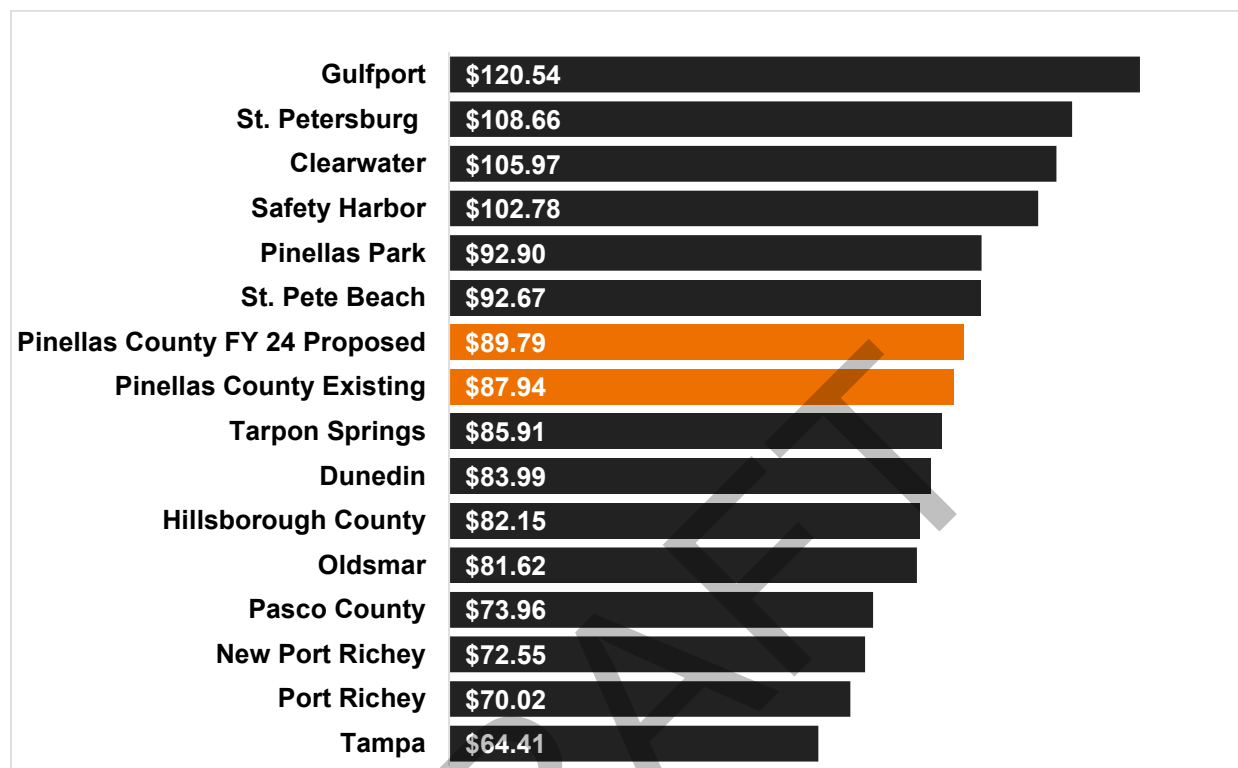 Gulfport $120.54
St. Petersburg $108.66
Clearwater $105.97
Safety Harbor $102.78
Pinellas Park $92.90
St. Pete Beach $92.67
Pinellas County FY 24 Proposed $89.79
Pinellas County Existing $87.94
Tarpon Springs $85.91
Dunedin $83.99
Hillsborough County $82.15
Oldsmar $81.62
Pasco County $73.96
New Port Richey $72.55
Port Richey $70.02
Tampa $64.41
DRAFT